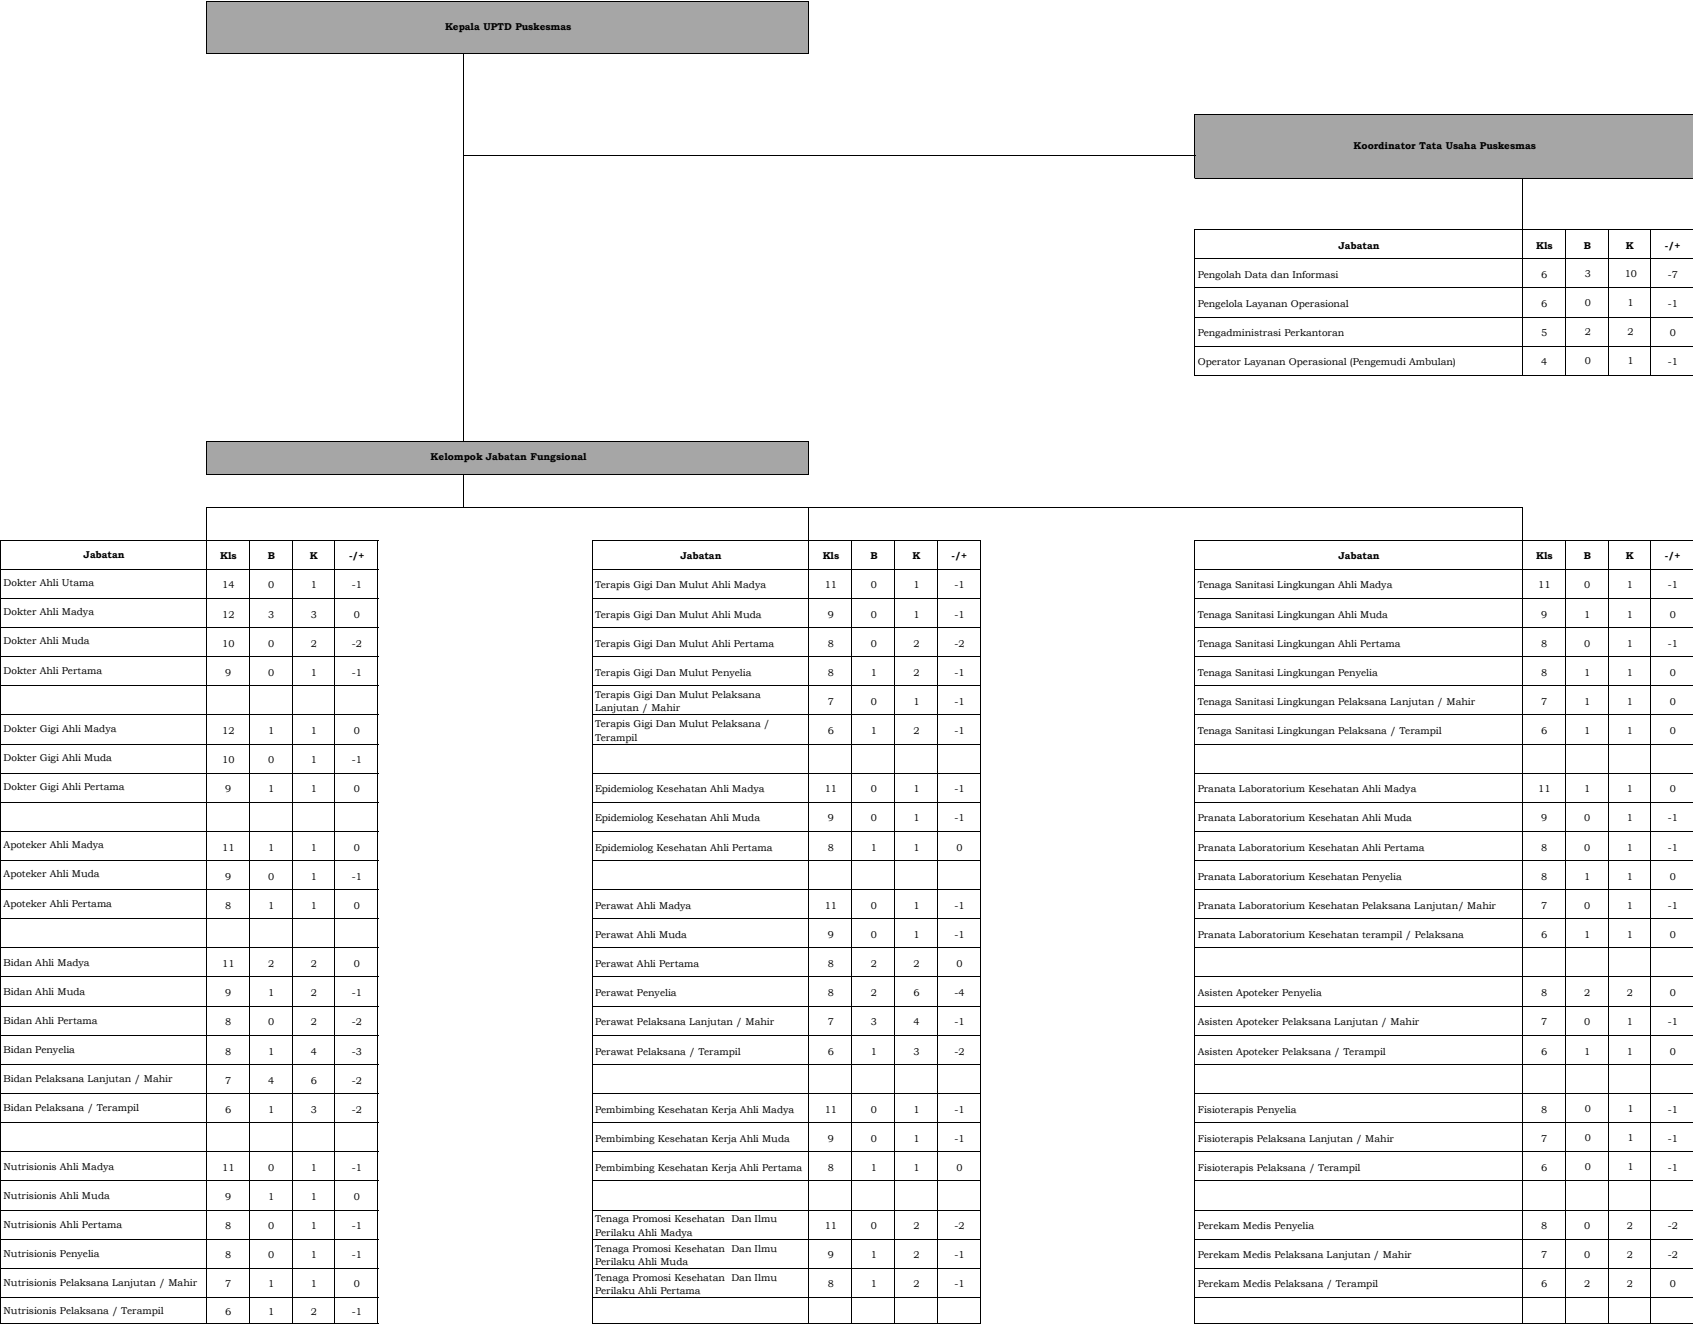 Kepala UPTD Puskesmas
Koordinator Tata Usaha Puskesmas
Jabatan Kls B K -/+
Pengolah Data dan Informasi 6 3 10 -7
Pengelola Layanan Operasional 6 0 1 -1
Pengadministrasi Perkantoran 5 2 2 0
Operator Layanan Operasional (Pengemudi Ambulan) 4 0 1 -1
Kelompok Jabatan Fungsional
Jabatan Kls B K -/+
Dokter Ahli Utama 14 0 1 -1
Dokter Ahli Madya 12 3 3 0
Dokter Ahli Muda 10 0 2 -2
Dokter Ahli Pertama 9 0 1 -1
Dokter Gigi Ahli Madya 12 1 1 0
Dokter Gigi Ahli Muda 10 0 1 -1
Dokter Gigi Ahli Pertama 9 1 1 0
Apoteker Ahli Madya 11 1 1 0
Apoteker Ahli Muda 9 0 1 -1
Apoteker Ahli Pertama 8 1 1 0
Bidan Ahli Madya 11 2 2 0
Bidan Ahli Muda 9 1 2 -1
Bidan Ahli Pertama 8 0 2 -2
Bidan Penyelia 8 1 4 -3
Bidan Pelaksana Lanjutan / Mahir 7 4 6 -2
Bidan Pelaksana / Terampil 6 1 3 -2
Nutrisionis Ahli Madya 11 0 1 -1
Nutrisionis Ahli Muda 9 1 1 0
Nutrisionis Ahli Pertama 8 0 1 -1
Nutrisionis Penyelia 8 0 1 -1
Nutrisionis Pelaksana Lanjutan / Mahir 7 1 1 0
Nutrisionis Pelaksana / Terampil 6 1 2 -1
Jabatan Kls B K -/+
Terapis Gigi Dan Mulut Ahli Madya 11 0 1 -1
Terapis Gigi Dan Mulut Ahli Muda 9 0 1 -1
Terapis Gigi Dan Mulut Ahli Pertama 8 0 2 -2
Terapis Gigi Dan Mulut Penyelia 8 1 2 -1
Terapis Gigi Dan Mulut Pelaksana
Lanjutan / Mahir 7 0 1 -1
Terapis Gigi Dan Mulut Pelaksana /
Terampil 6 1 2 -1
Epidemiolog Kesehatan Ahli Madya 11 0 1 -1
Epidemiolog Kesehatan Ahli Muda 9 0 1 -1
Epidemiolog Kesehatan Ahli Pertama 8 1 1 0
Perawat Ahli Madya 11 0 1 -1
Perawat Ahli Muda 9 0 1 -1
Perawat Ahli Pertama 8 2 2 0
Perawat Penyelia 8 2 6 -4
Perawat Pelaksana Lanjutan / Mahir 7 3 4 -1
Perawat Pelaksana / Terampil 6 1 3 -2
Pembimbing Kesehatan Kerja Ahli Madya 11 0 1 -1
Pembimbing Kesehatan Kerja Ahli Muda 9 0 1 -1
Pembimbing Kesehatan Kerja Ahli Pertama 8 1 1 0
Tenaga Promosi Kesehatan Dan Ilmu
Perilaku Ahli Madya 11 0 2 -2
Tenaga Promosi Kesehatan Dan Ilmu
Perilaku Ahli Muda 9 1 2 -1
Tenaga Promosi Kesehatan Dan Ilmu
Perilaku Ahli Pertama 8 1 2 -1
Jabatan Kls B K -/+
Tenaga Sanitasi Lingkungan Ahli Madya 11 0 1 -1
Tenaga Sanitasi Lingkungan Ahli Muda 9 1 1 0
Tenaga Sanitasi Lingkungan Ahli Pertama 8 0 1 -1
Tenaga Sanitasi Lingkungan Penyelia 8 1 1 0
Tenaga Sanitasi Lingkungan Pelaksana Lanjutan / Mahir 7 1 1 0
Tenaga Sanitasi Lingkungan Pelaksana / Terampil 6 1 1 0
Pranata Laboratorium Kesehatan Ahli Madya 11 1 1 0
Pranata Laboratorium Kesehatan Ahli Muda 9 0 1 -1
Pranata Laboratorium Kesehatan Ahli Pertama 8 0 1 -1
Pranata Laboratorium Kesehatan Penyelia 8 1 1 0
Pranata Laboratorium Kesehatan Pelaksana Lanjutan/ Mahir 7 0 1 -1
Pranata Laboratorium Kesehatan terampil / Pelaksana 6 1 1 0
Asisten Apoteker Penyelia 8 2 2 0
Asisten Apoteker Pelaksana Lanjutan / Mahir 7 0 1 -1
Asisten Apoteker Pelaksana / Terampil 6 1 1 0
Fisioterapis Penyelia 8 0 1 -1
Fisioterapis Pelaksana Lanjutan / Mahir 7 0 1 -1
Fisioterapis Pelaksana / Terampil 6 0 1 -1
Perekam Medis Penyelia 8 0 2 -2
Perekam Medis Pelaksana Lanjutan / Mahir 7 0 2 -2
Perekam Medis Pelaksana / Terampil 6 2 2 0